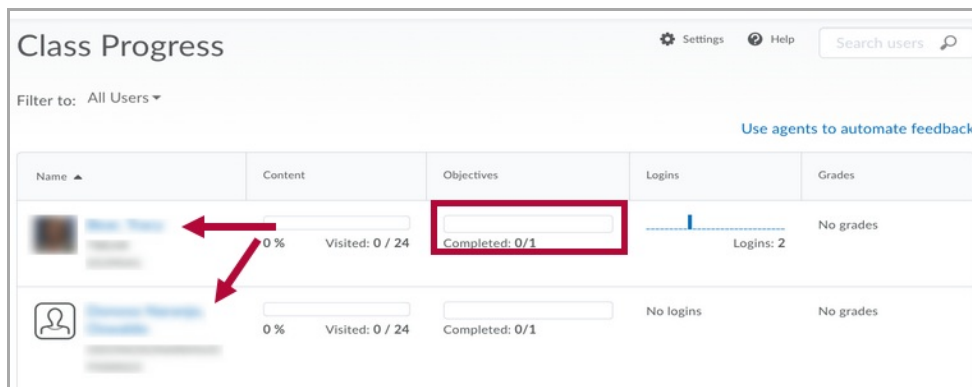 Class Progress
Settings Help Search users
Filter to: All Users
Use agents to automate feedback
Name Content Objectives Logins Grades
0 % Visited: 0 / 24 Completed: 0/1 Logins: 2 No grades
0 % Visited: 0 / 24 Completed: 0/1 No logins No grades